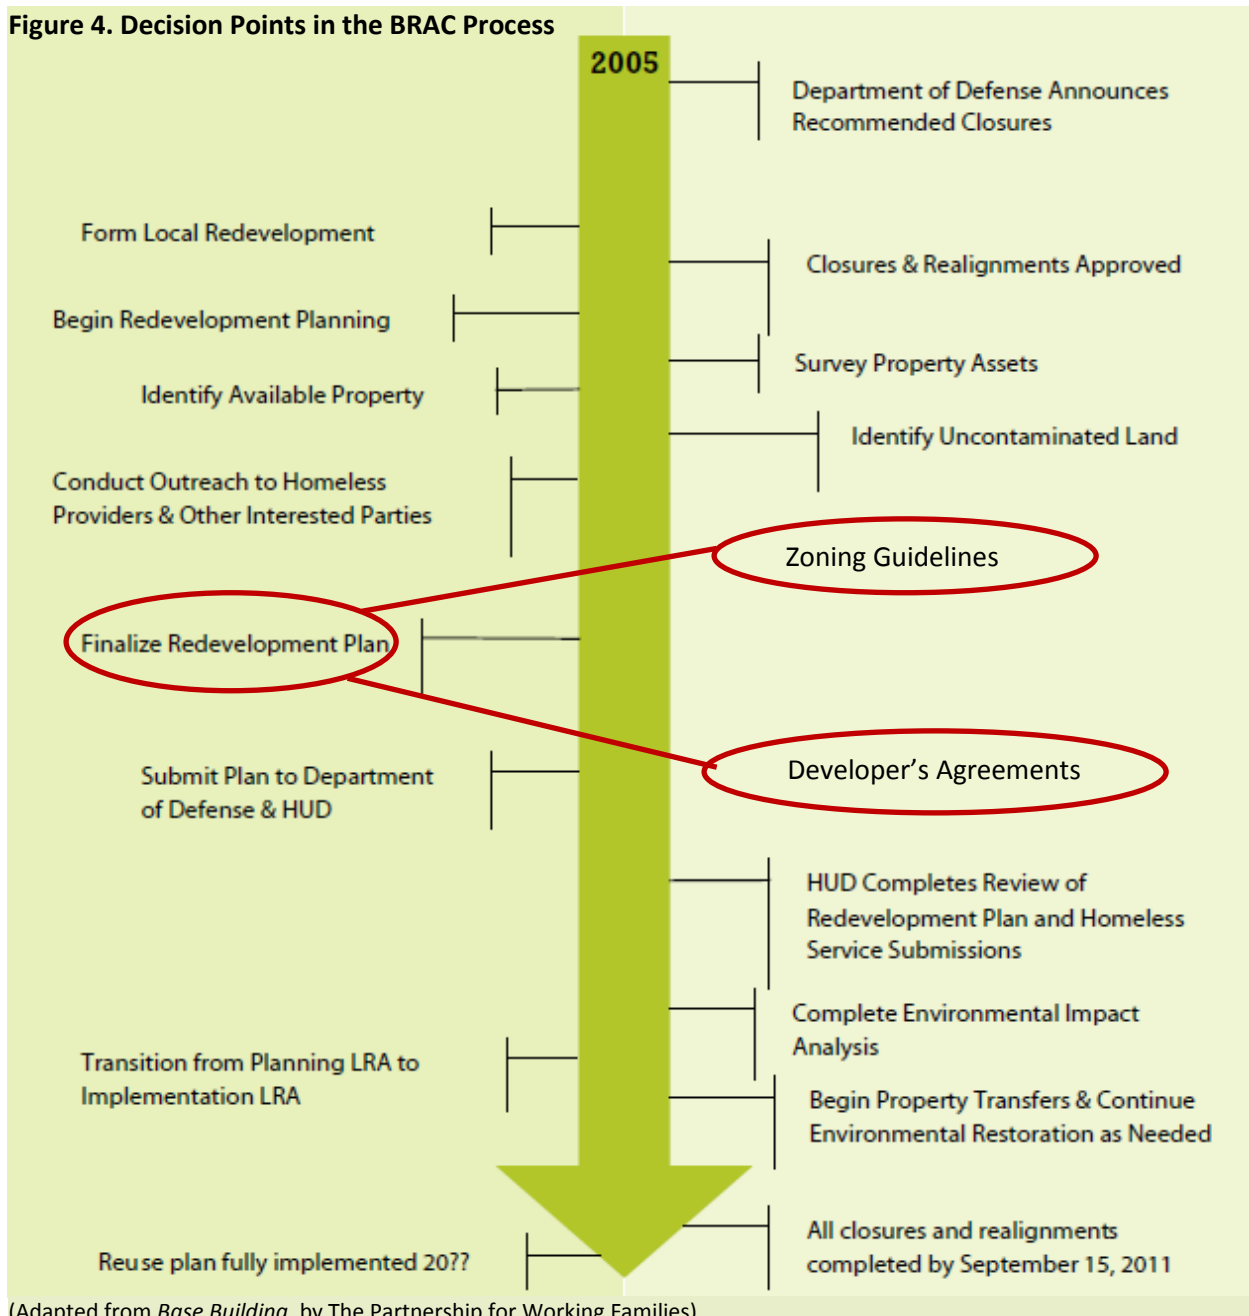 Figure 4. Decision Points in the BRAC Process
2005
Department of Defense Announces
Recommended Closures
Form Local Redevelopment
Closures & Realignments Approved
Begin Redevelopment Planning
Survey Property Assets
Identify Available Property
Identify Uncontaminated Land
Conduct Outreach to Homeless
Providers & Other Interested Parties
Zoning Guidelines
Finalize Redevelopment Plan
Developer’s Agreements
Submit Plan to Department
of Defense & HUD
HUD Completes Review of
Redevelopment Plan and Homeless
Service Submissions
Complete Environmental Impact
Analysis
Transition from Planning LRA to
Implementation LRA
Begin Property Transfers & Continue
Environmental Restoration as Needed
All closures and realignments
completed by September 15, 2011
Reuse plan fully implemented 20??
(Adapted from Base Building, by The Partnership for Working Families)